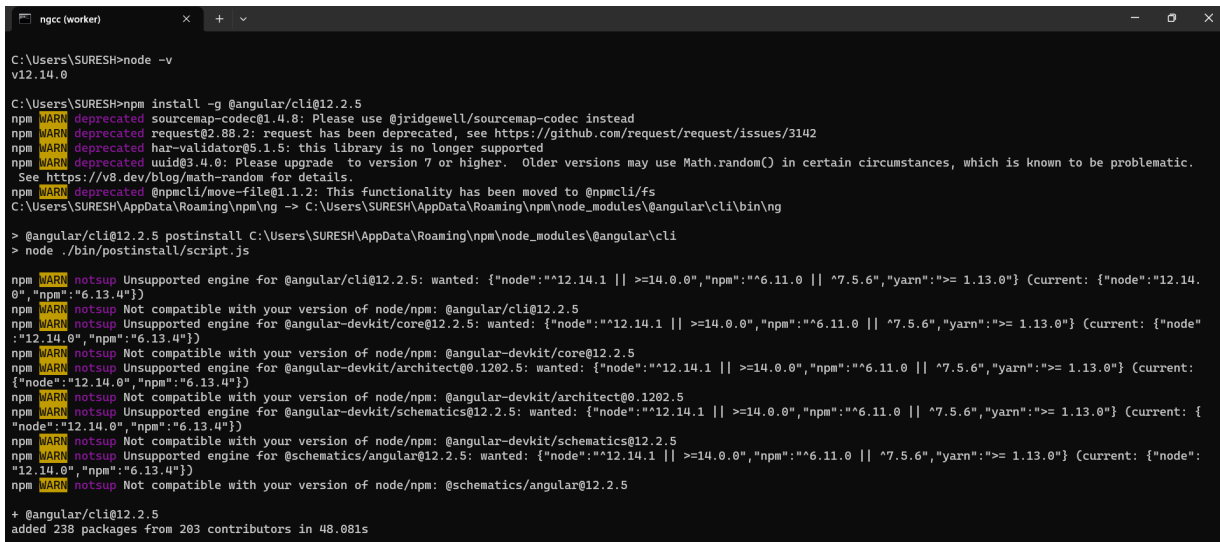 ngcc (worker)
C:\Users\SURESH>node -v
v12.14.0
C:\Users\SURESH>npm install -g @angular/cli@12.2.5
npm WARN deprecated sourcemap-codec@1.4.8: Please use @jridgewell/sourcemap-codec instead
npm WARN deprecated request@2.88.2: request has been deprecated, see https://github.com/request/request/issues/3142
npm WARN deprecated har-validator@5.1.5: this library is no longer supported
npm WARN deprecated uuid@3.4.0: Please upgrade  to version 7 or higher.  Older versions may use Math.random() in certain circumstances, which is known to be problematic.
 See https://v8.dev/blog/math-random for details.
npm WARN deprecated @npmcli/move-file@1.1.2: This functionality has been moved to @npmcli/fs
C:\Users\SURESH\AppData\Roaming\npm\ng -> C:\Users\SURESH\AppData\Roaming\npm\node_modules\@angular\cli\bin\ng
> @angular/cli@12.2.5 postinstall C:\Users\SURESH\AppData\Roaming\npm\node_modules\@angular\cli
> node ./bin/postinstall/script.js
npm WARN notsup Unsupported engine for @angular/cli@12.2.5: wanted: {"node":"^12.14.1 || >=14.0.0","npm":"^6.11.0 || ^7.5.6","yarn":">= 1.13.0"} (current: {"node":"12.14.
0","npm":"6.13.4"})
npm WARN notsup Not compatible with your version of node/npm: @angular/cli@12.2.5
npm WARN notsup Unsupported engine for @angular-devkit/core@12.2.5: wanted: {"node":"^12.14.1 || >=14.0.0","npm":"^6.11.0 || ^7.5.6","yarn":">= 1.13.0"} (current: {"node"
:"12.14.0","npm":"6.13.4"})
npm WARN notsup Not compatible with your version of node/npm: @angular-devkit/core@12.2.5
npm WARN notsup Unsupported engine for @angular-devkit/architect@0.1202.5: wanted: {"node":"^12.14.1 || >=14.0.0","npm":"^6.11.0 || ^7.5.6","yarn":">= 1.13.0"} (current:
{"node":"12.14.0","npm":"6.13.4"})
npm WARN notsup Not compatible with your version of node/npm: @angular-devkit/architect@0.1202.5
npm WARN notsup Unsupported engine for @angular-devkit/schematics@12.2.5: wanted: {"node":"^12.14.1 || >=14.0.0","npm":"^6.11.0 || ^7.5.6","yarn":">= 1.13.0"} (current: {
"node":"12.14.0","npm":"6.13.4"})
npm WARN notsup Not compatible with your version of node/npm: @angular-devkit/schematics@12.2.5
npm WARN notsup Unsupported engine for @schematics/angular@12.2.5: wanted: {"node":"^12.14.1 || >=14.0.0","npm":"^6.11.0 || ^7.5.6","yarn":">= 1.13.0"} (current: {"node":
"12.14.0","npm":"6.13.4"})
npm WARN notsup Not compatible with your version of node/npm: @schematics/angular@12.2.5
+ @angular/cli@12.2.5
added 238 packages from 203 contributors in 48.081s